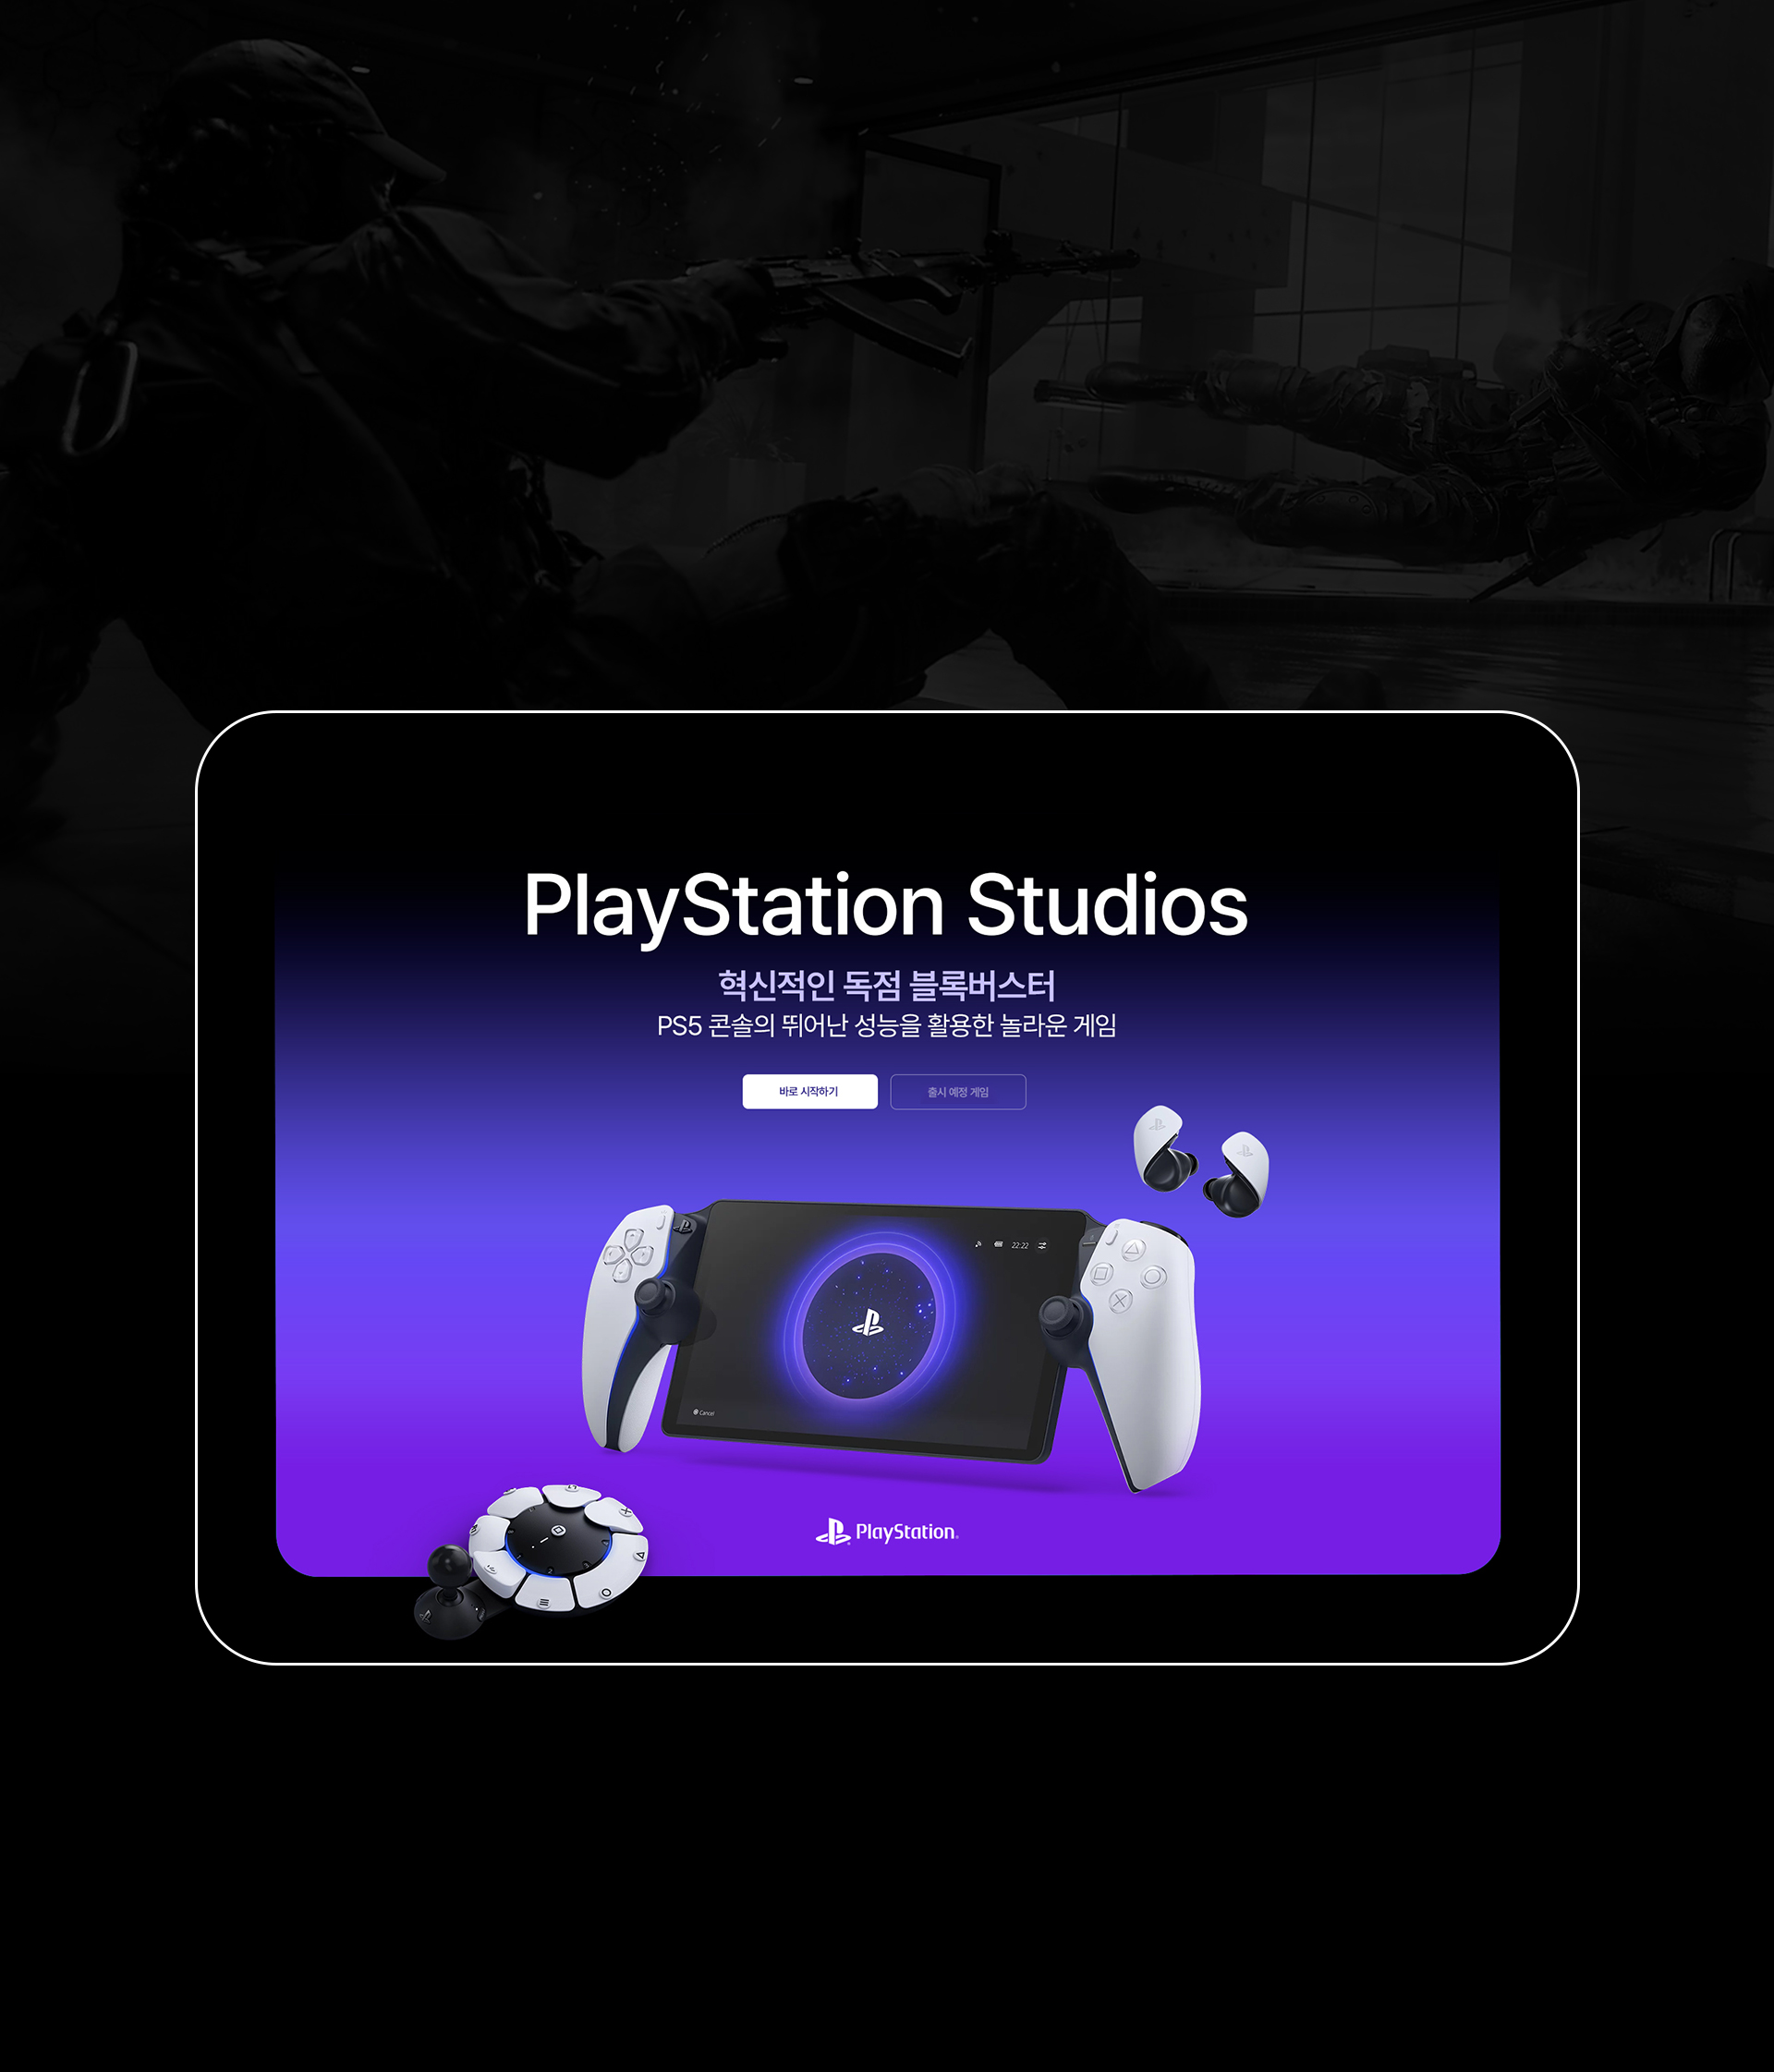 PlayStation Studios
혁신적인 독점 블록버스터
PS5 콘솔의 뛰어난 성능을 활용한 놀라운 게임
바로 시작하기
출시 예정 게임
22:22
Cancel
PlayStation